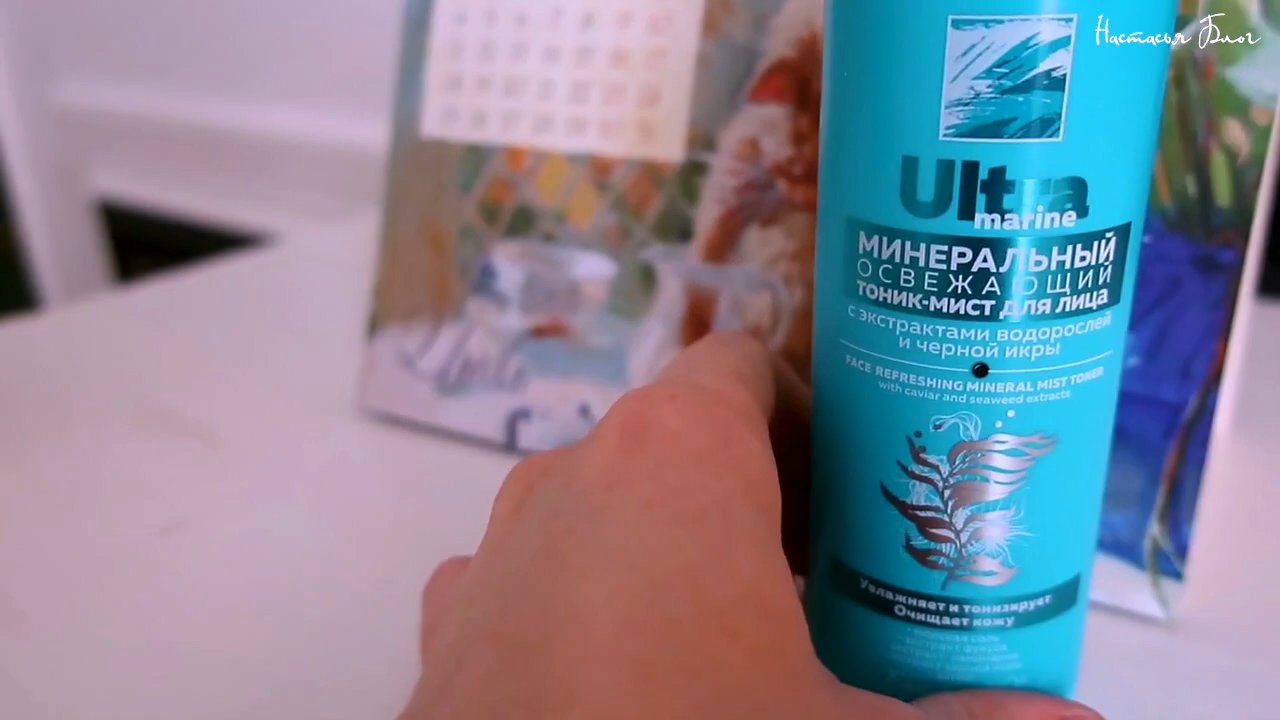 Настасья Блог
Ultra
marine
МИНЕРАЛЬНЫЙ
ОСВЕЖАЮЩИЙ
ТОНИК-МИСТ ДЛЯ ЛИЦА
С ЭКСТРАКТАМИ ВОДОРОСЛЕЙ
И ЧЕРНОЙ ИКРЫ
FACE REFRESHING MINERAL MIST TONER
with caviar and seaweed extracts
Увлажняет и тонизирует
Очищает кожу